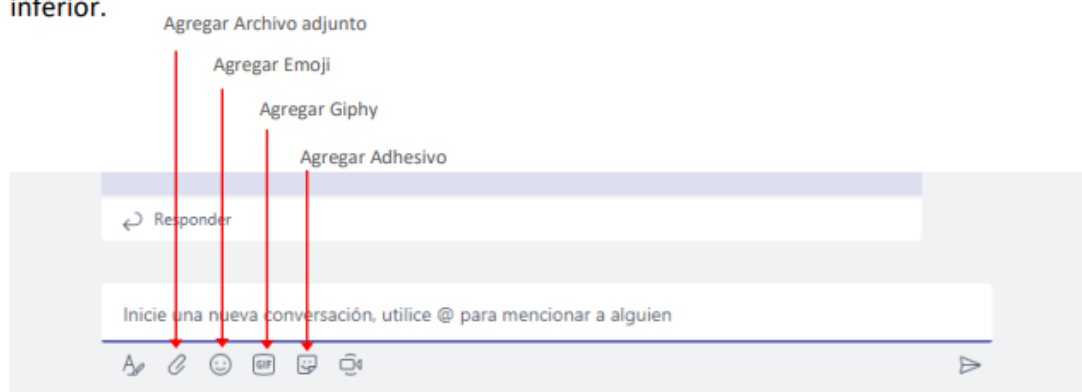 inferior.
Agregar Archivo adjunto
Agregar Emoji
Agregar Giphy
Agregar Adhesivo
Responder
Inicie una nueva conversación, utilice @ para mencionar a alguien
GIF